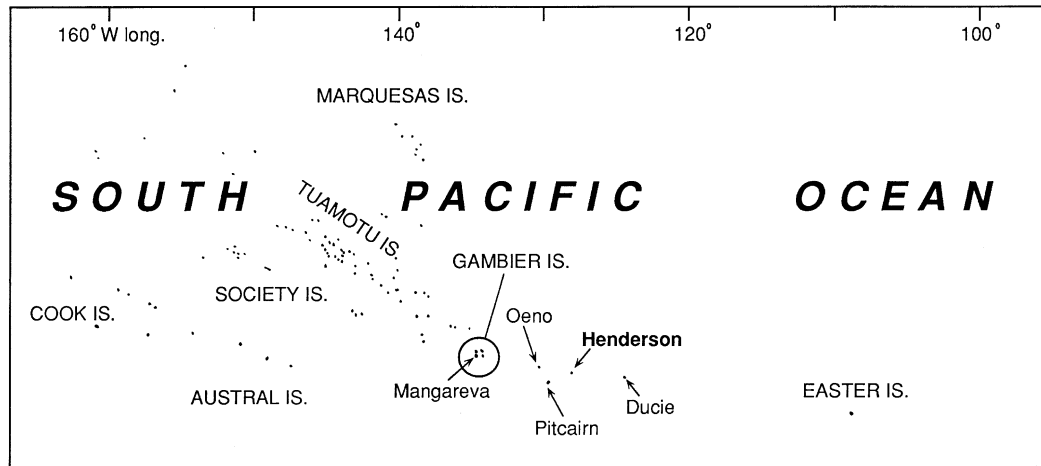 160° W long. 140° 120° 100°
MARQUESAS IS.
SOUTH PACIFIC OCEAN
TUAMOTU IS.
GAMBIER IS.
SOCIETY IS.
COOK IS.
Oeno
Henderson
Mangareva
AUSTRAL IS.
Ducie
EASTER IS.
Pitcairn